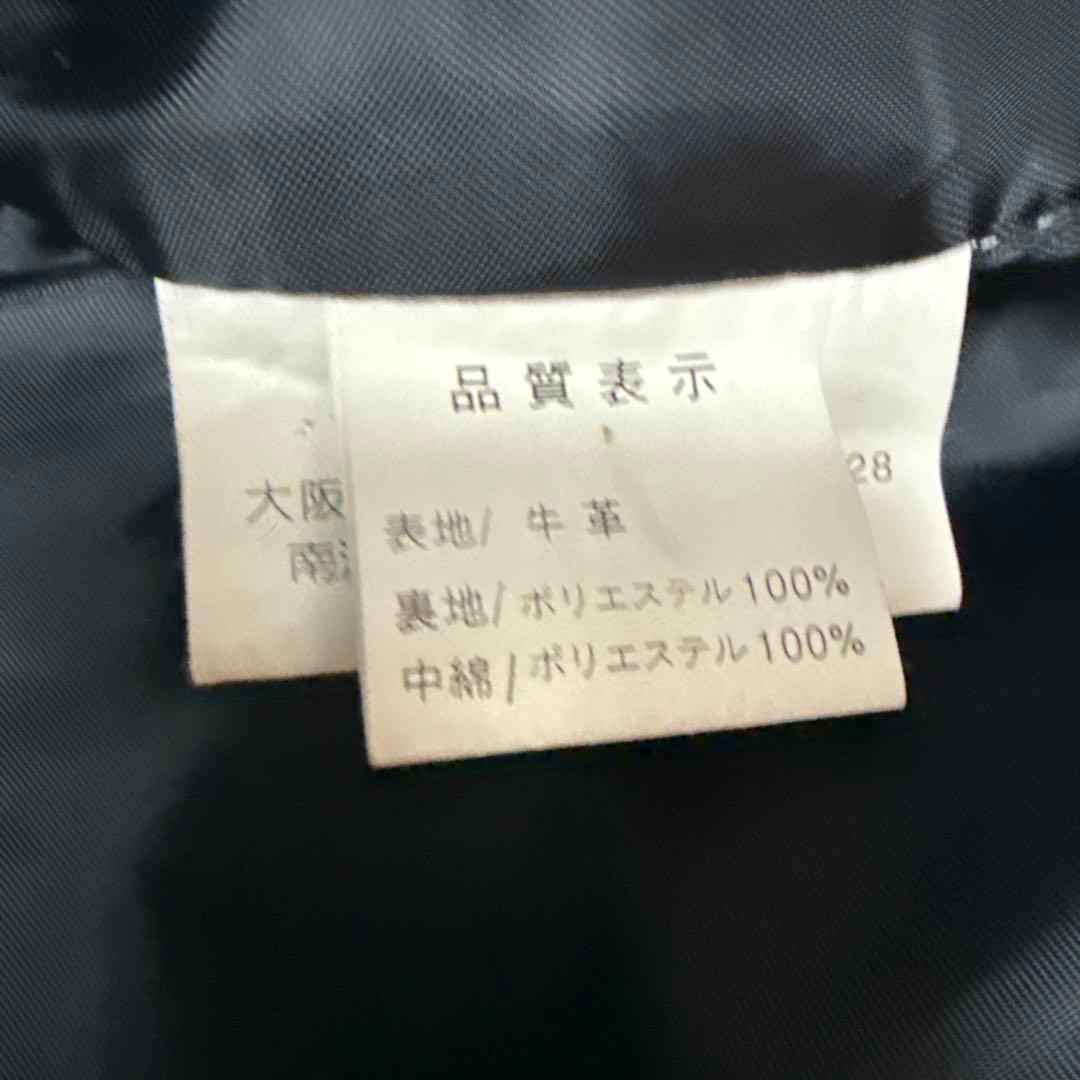 品質表示
表地/ 牛革
裏地/ポリエステル100%
中綿/ポリエステル100%
大阪
南
28